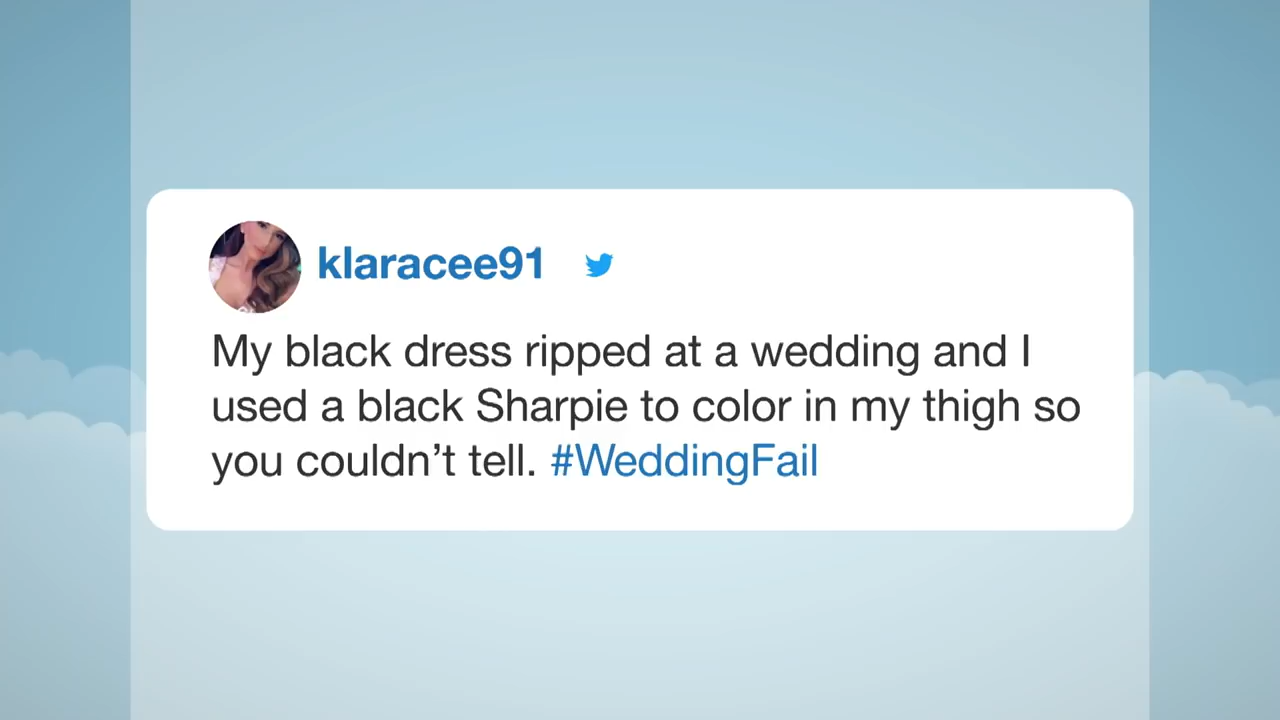 klaracee91
My black dress ripped at a wedding and I
used a black Sharpie to color in my thigh so
you couldn’t tell. #WeddingFail